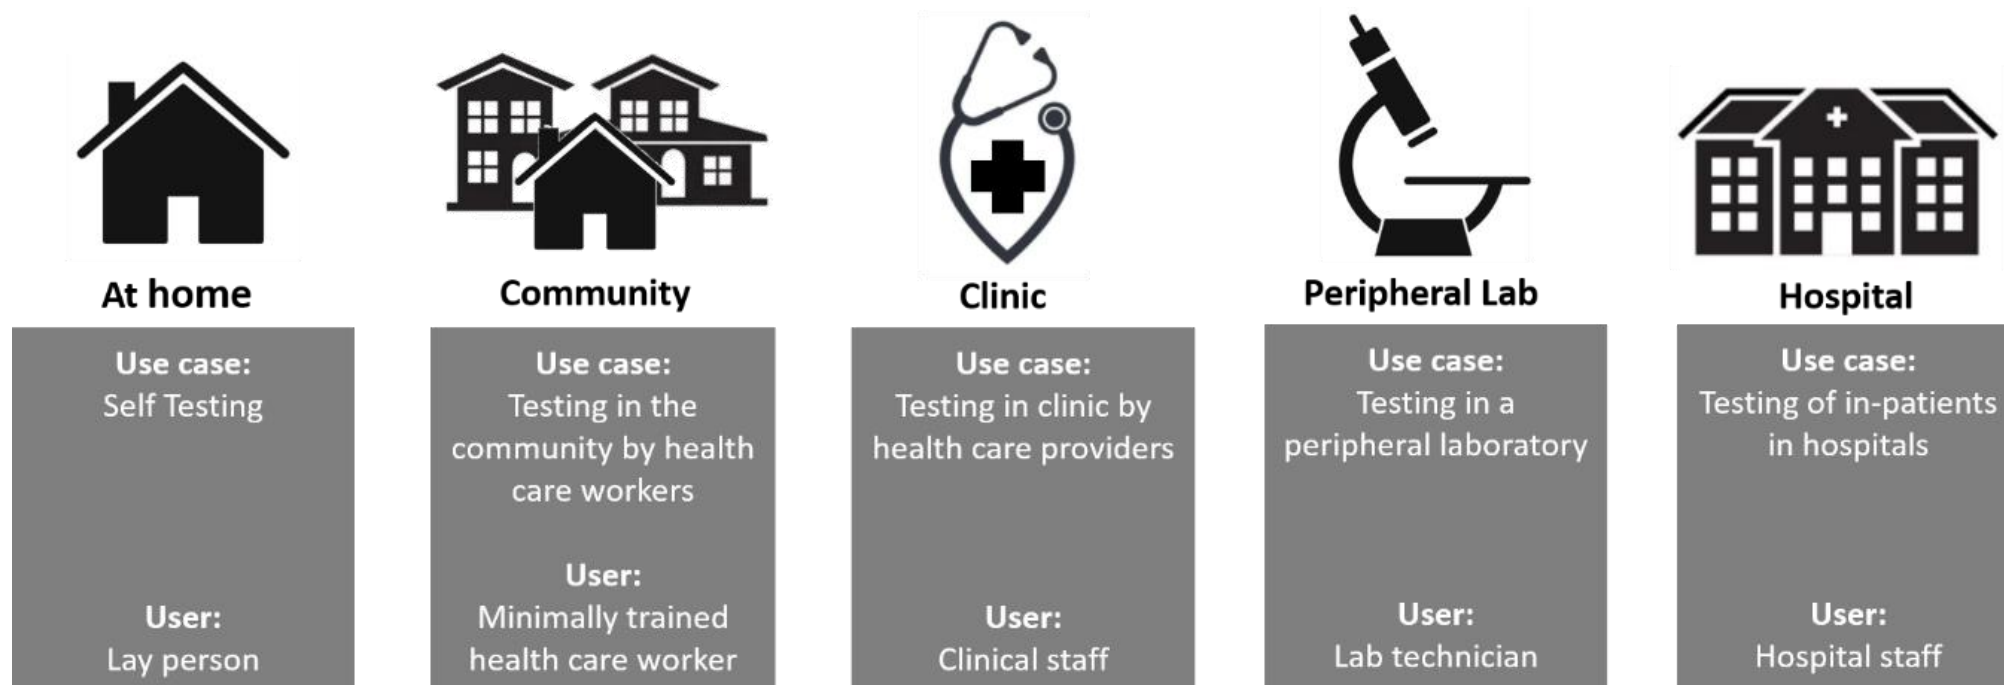 At home
Use case:
Self Testing
User:
Lay person
Community
Use case:
Testing in the
community by health
care workers
User:
Minimally trained
health care worker
Clinic
Use case:
Testing in clinic by
health care providers
User:
Clinical staff
Peripheral Lab
Use case:
Testing in a
peripheral laboratory
User:
Lab technician
Hospital
Use case:
Testing of in-patients
in hospitals
User:
Hospital staff